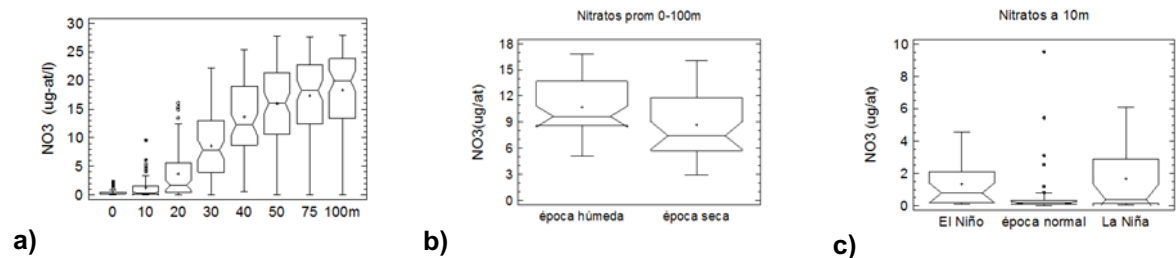 a)
NO3 (ug-at/l)
30
25
20
15
10
5
0
0 10 20 30 40 50 75 100m
b)
Nitratos prom 0-100m
NO3(ug/at)
18
15
12
9
6
3
0
época húmeda época seca
c)
Nitratos a 10m
NO3 (ug/at)
10
8
6
4
2
0
El Niño época normal La Niña